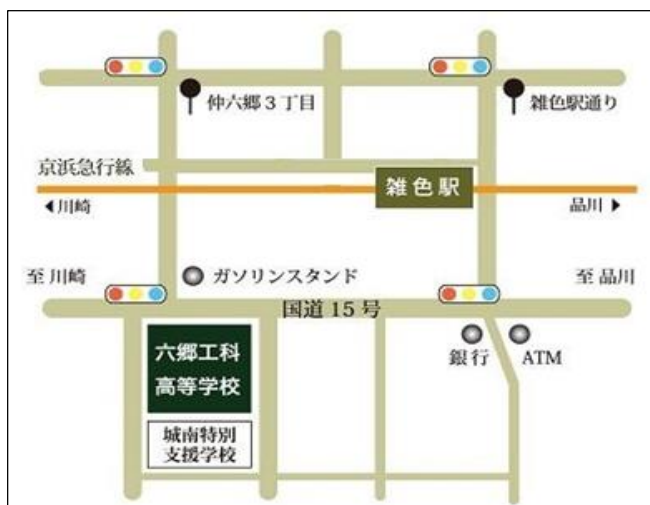 仲六郷3丁目
雑色駅通り
京浜急行線
雑色駅
◀川崎
品川▶
至 川崎
ガソリンスタンド
至 品川
国道 15 号
六郷工科
高等学校
銀行
ATM
城南特別
支援学校